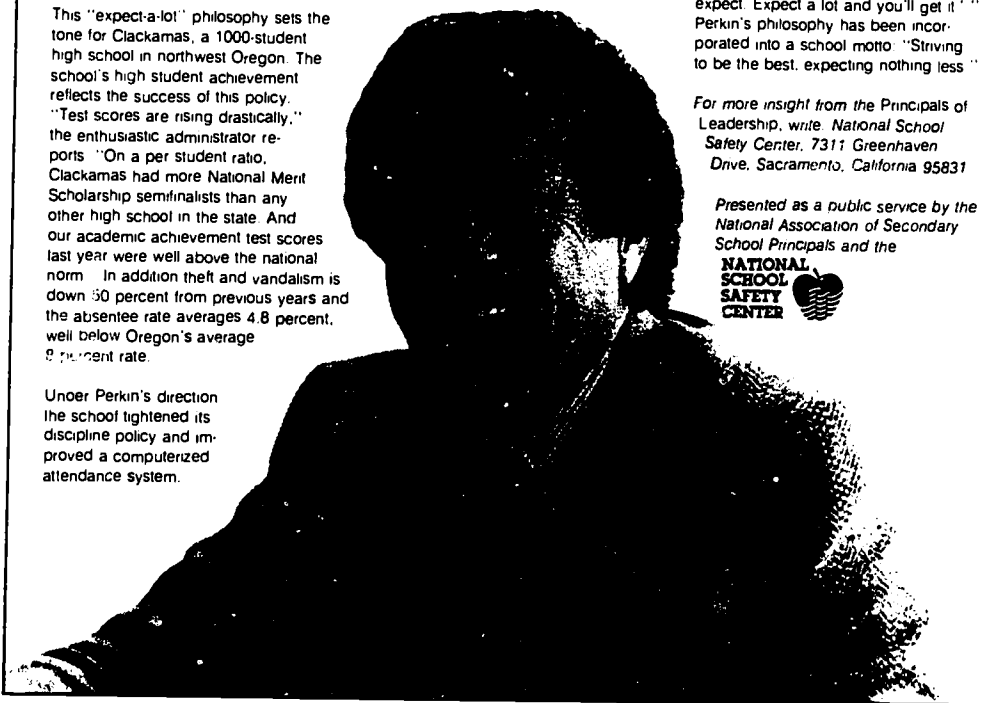 This "expect-a-lot" philosophy sets the
tone for Clackamas, a 1000-student
high school in northwest Oregon. The
school's high student achievement
reflects the success of this policy.
"Test scores are rising drastically,"
the enthusiastic administrator re-
ports "On a per student ratio,
Clackamas had more National Merit
Scholarship semifinalists than any
other high school in the state. And
our academic achievement test scores
last year were well above the national
norm In addition theft and vandalism is
down 50 percent from previous years and
the absentee rate averages 4.8 percent,
well below Oregon's average
8 percent rate.
Under Perkin's direction
the school tightened its
discipline policy and im-
proved a computerized
attendance system.
expect. Expect a lot and you'll get it ' "
Perkin's philosophy has been incor-
porated into a school motto: "Striving
to be the best, expecting nothing less "
For more insight from the Principals of
Leadership, write. National School
Safety Center, 7311 Greenhaven
Drive, Sacramento, California 95831
Presented as a public service by the
National Association of Secondary
School Principals and the
NATIONAL
SCHOOL
SAFETY
CENTER